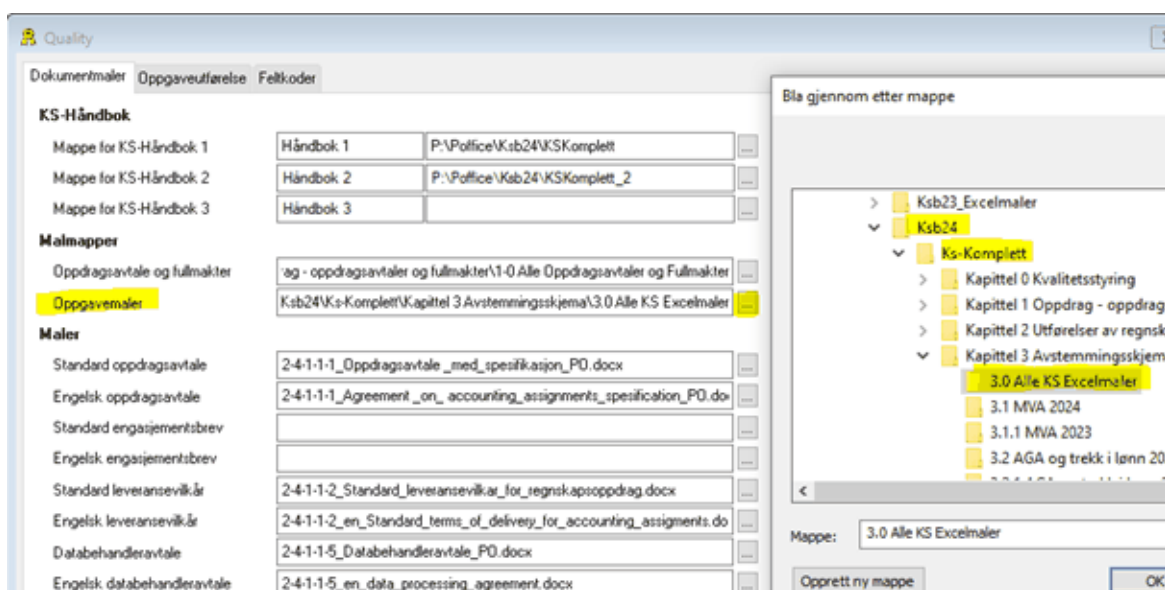 Quality
Dokumentmaler Oppgaveutførelse Feltkoder
KS-Håndbok
Mappe for KS-Håndbok 1 Håndbok 1 P:\Poffice\Ksb24\KSKomplett ...
Mappe for KS-Håndbok 2 Håndbok 2 P:\Poffice\Ksb24\KSKomplett_2 ...
Mappe for KS-Håndbok 3 Håndbok 3 ...
Malmapper
Oppdragsavtale og fullmakter ag - oppdragsavtaler og fullmakter\1-0 Alle Oppdragsavtaler og Fullmakter ...
Oppgavemaler Ksb24\Ks-Komplett\Kapittel 3 Avstemmingsskjema\3.0 Alle KS Excelmaler ...
Maler
Standard oppdragsavtale 2-4-1-1-1_Oppdragsavtale _med_spesifikasjon_PO.docx ...
Engelsk oppdragsavtale 2-4-1-1-1_Agreement _on_ accounting_assignments_spesification_PO.do ...
Standard engasjementsbrev ...
Engelsk engasjementsbrev ...
Standard leveransevilkår 2-4-1-1-2_Standard_leveransevilkar_for_regnskapsoppdrag.docx ...
Engelsk leveransevilkår 2-4-1-1-2_en_Standard_terms_of_delivery_for_accounting_assigments.do ...
Databehandleravtale 2-4-1-1-5_Databehandleravtale_PO.docx ...
Engelsk databehandleravtale 2-4-1-1-5_en_data_processing_agreement.docx ...
Bla gjennom etter mappe
Ksb23_Excelmaler
Ksb24
Ks-Komplett
Kapittel 0 Kvalitetsstyring
Kapittel 1 Oppdrag - oppdrag
Kapittel 2 Utførelser av regnsk
Kapittel 3 Avstemmingsskjem
3.0 Alle KS Excelmaler
3.1 MVA 2024
3.1.1 MVA 2023
3.2 AGA og trekk i lønn 20
Mappe: 3.0 Alle KS Excelmaler
Opprett ny mappe OK